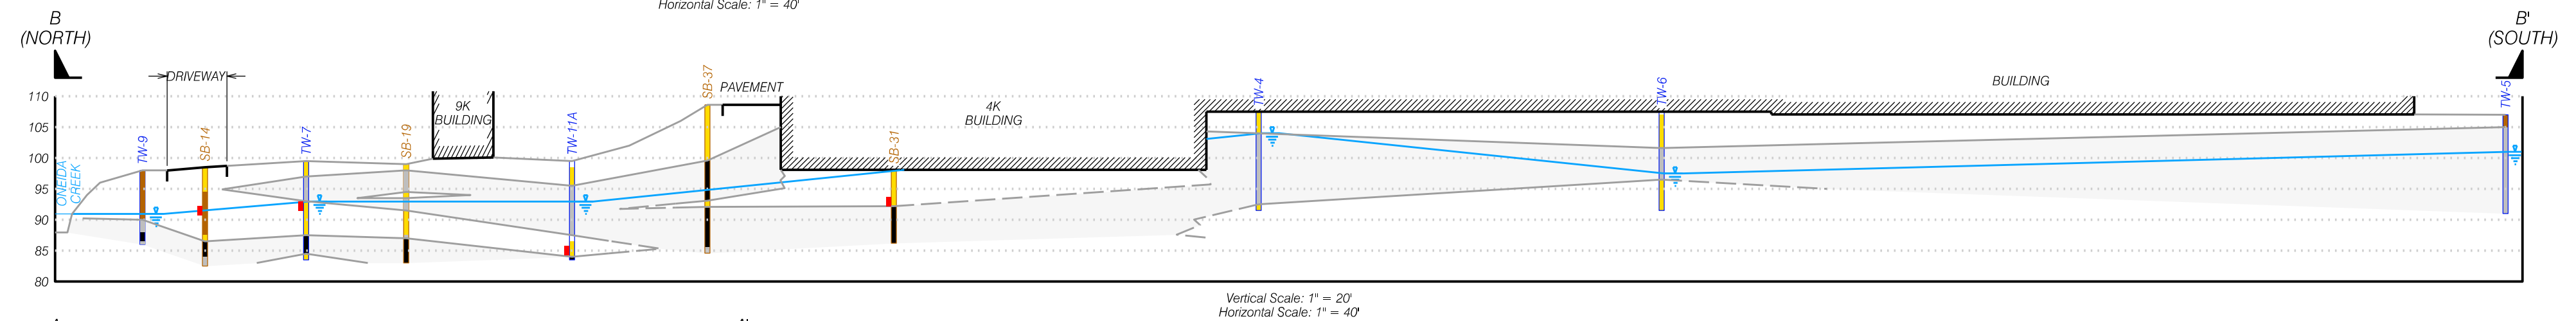 Horizontal Scale: 1" = 40'
B
(NORTH)
B'
(SOUTH)
DRIVEWAY
9K
BUILDING
PAVEMENT
4K
BUILDING
BUILDING
ONEIDA
CREEK
TW-9
SB-14
TW-7
SB-19
TW-11A
SB-37
SB-31
TW-4
TW-6
TW-5
110
105
100
95
90
85
80
Vertical Scale: 1" = 20'
Horizontal Scale: 1" = 40'